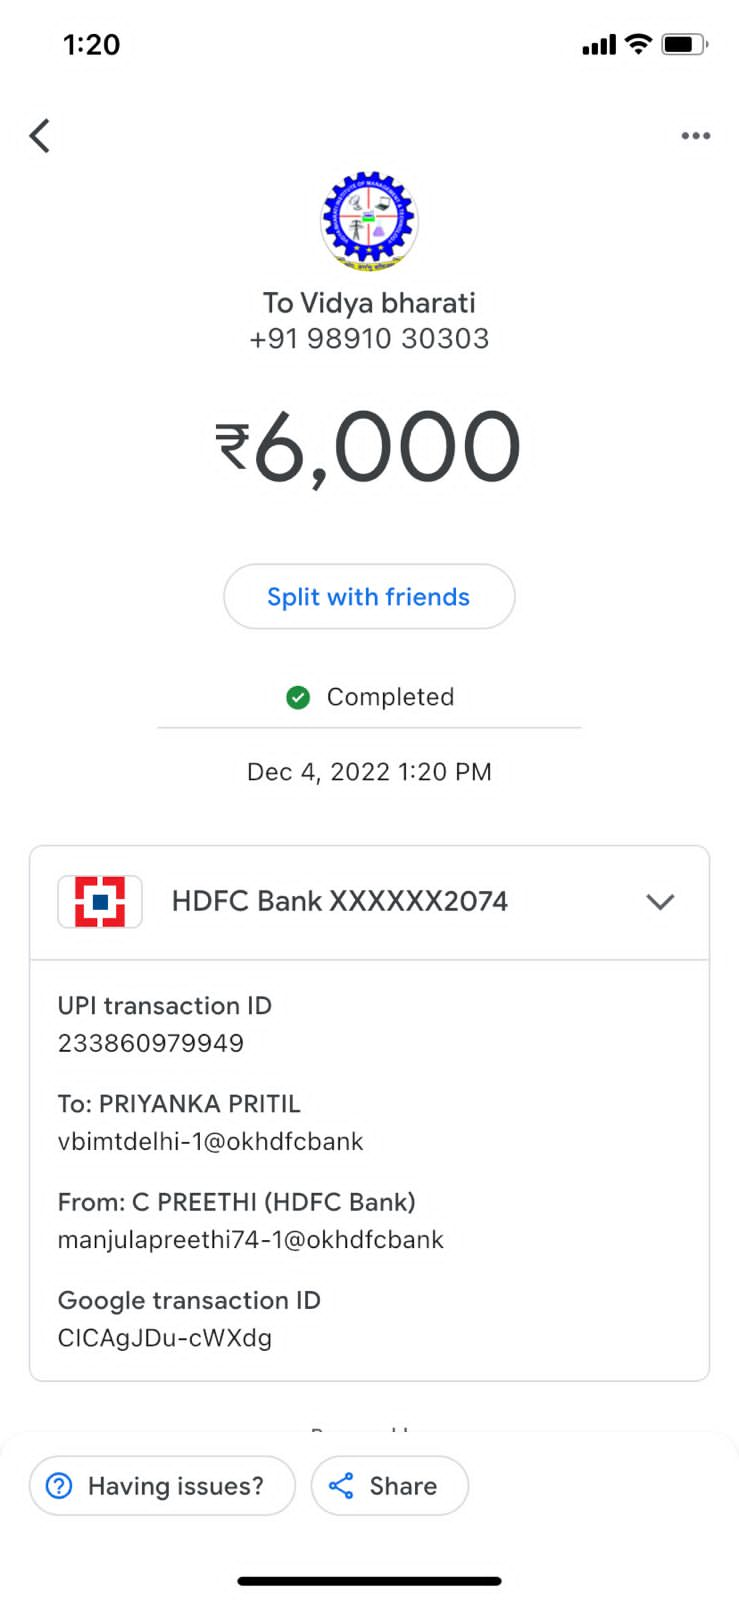 1:20
To Vidya bharati
+91 98910 30303
₹6,000
Split with friends
Completed
Dec 4, 2022 1:20 PM
HDFC Bank XXXXXX2074
UPI transaction ID
233860979949
To: PRIYANKA PRITIL
vbimtdelhi-1@okhdfcbank
From: C PREETHI (HDFC Bank)
manjulapreethi74-1@okhdfcbank
Google transaction ID
CICAgJDu-cWXdg
Having issues?
Share